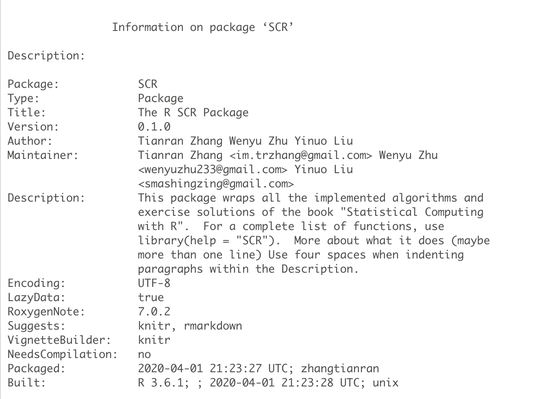 Information on package ‘SCR’
Description:
Package: SCR
Type: Package
Title: The R SCR Package
Version: 0.1.0
Author: Tianran Zhang Wenyu Zhu Yinuo Liu
Maintainer: Tianran Zhang <im.trzhang@gmail.com> Wenyu Zhu
<wenyuzhu233@gmail.com> Yinuo Liu
<smashingzing@gmail.com>
Description: This package wraps all the implemented algorithms and
exercise solutions of the book "Statistical Computing
with R". For a complete list of functions, use
library(help = "SCR"). More about what it does (maybe
more than one line) Use four spaces when indenting
paragraphs within the Description.
Encoding: UTF-8
LazyData: true
RoxygenNote: 7.0.2
Suggests: knitr, rmarkdown
VignetteBuilder: knitr
NeedsCompilation: no
Packaged: 2020-04-01 21:23:27 UTC; zhangtianran
Built: R 3.6.1; ; 2020-04-01 21:23:28 UTC; unix